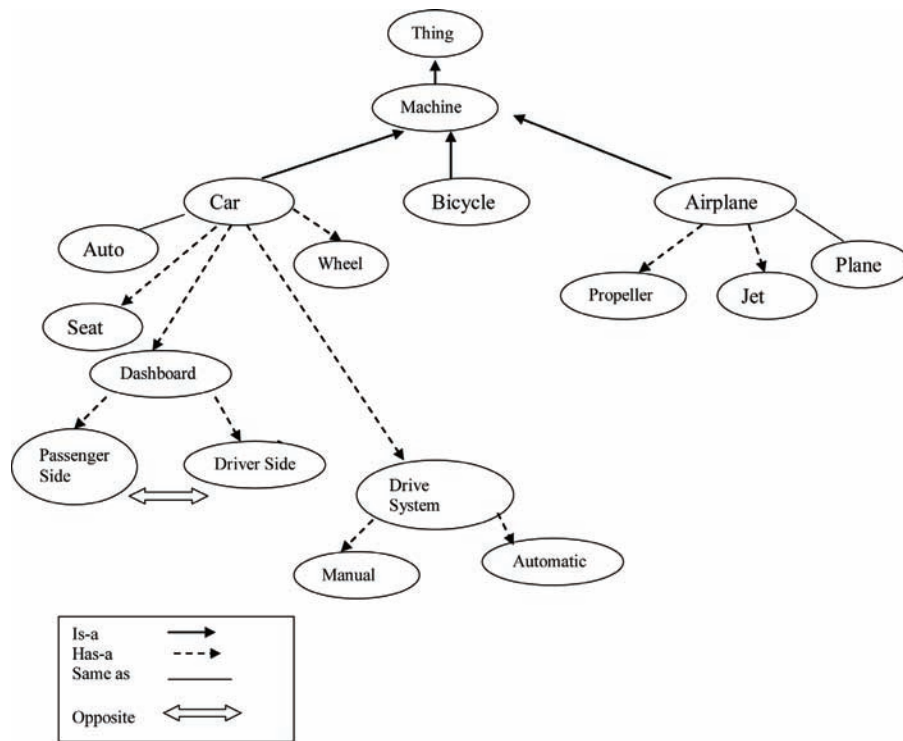 Thing
Machine
Car
Bicycle
Airplane
Auto
Wheel
Plane
Propeller
Jet
Seat
Dashboard
Passenger
Side
Driver Side
Drive
System
Manual
Automatic
Is-a
Has-a
Same as
Opposite